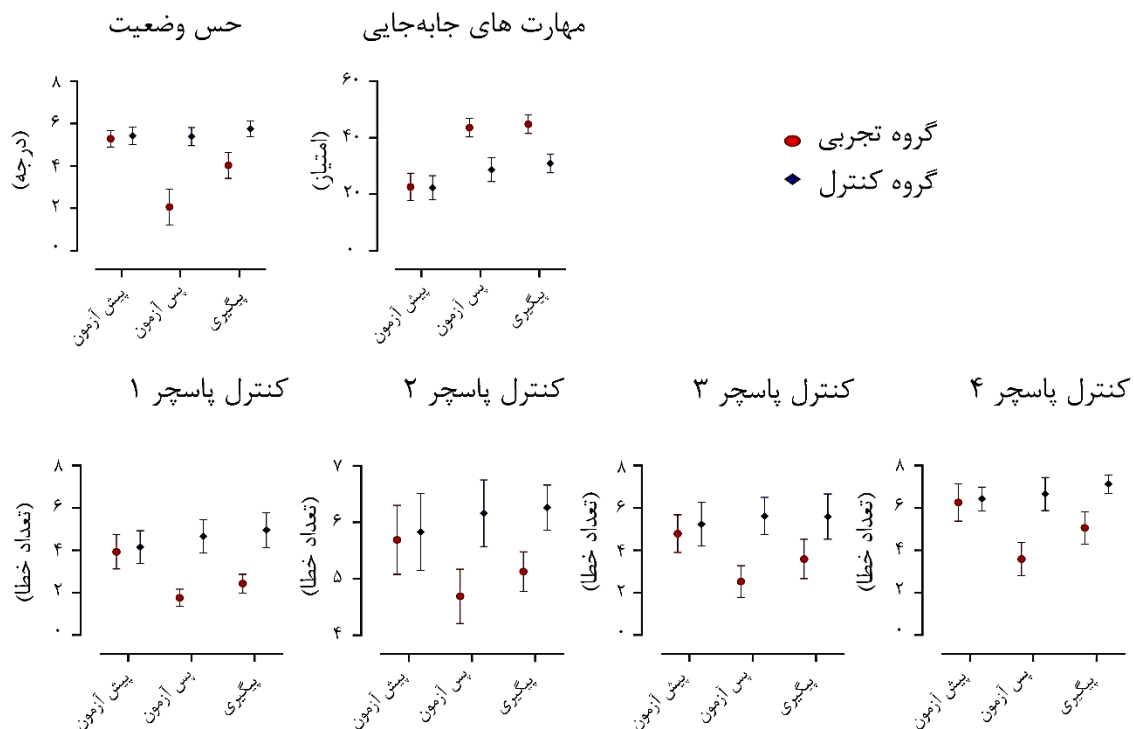 حس وضعیت
(درجه)
۸
۶
۴
۲
۰
پیش آزمون
پس آزمون
پیگیری
مهارت های جابه‌جایی
(امتیاز)
۶۰
۴۰
۲۰
۰
پیش آزمون
پس آزمون
پیگیری
گروه تجربی
گروه کنترل
کنترل پاسچر ۱
(تعداد خطا)
۸
۶
۴
۲
۰
پیش آزمون
پس آزمون
پیگیری
کنترل پاسچر ۲
(تعداد خطا)
۷
۶
۵
۴
پیش آزمون
پس آزمون
پیگیری
کنترل پاسچر ۳
(تعداد خطا)
۸
۶
۴
۲
۰
پیش آزمون
پس آزمون
پیگیری
کنترل پاسچر ۴
(تعداد خطا)
۸
۶
۴
۲
۰
پیش آزمون
پس آزمون
پیگیری